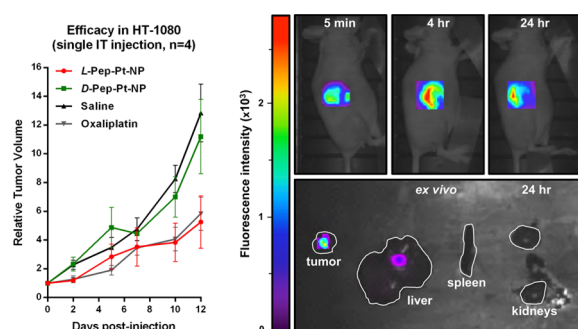 Efficacy in HT-1080
(single IT injection, n=4)
16
14
12
10
8
6
4
2
0
Relative Tumor Volume
L-Pep-Pt-NP
D-Pep-Pt-NP
Saline
Oxaliplatin
0 2 4 6 8 10 12
Days post-injection
Fluorescence intensity (x10³)
2
1
0
5 min
4 hr
24 hr
ex vivo
24 hr
tumor
liver
spleen
kidneys